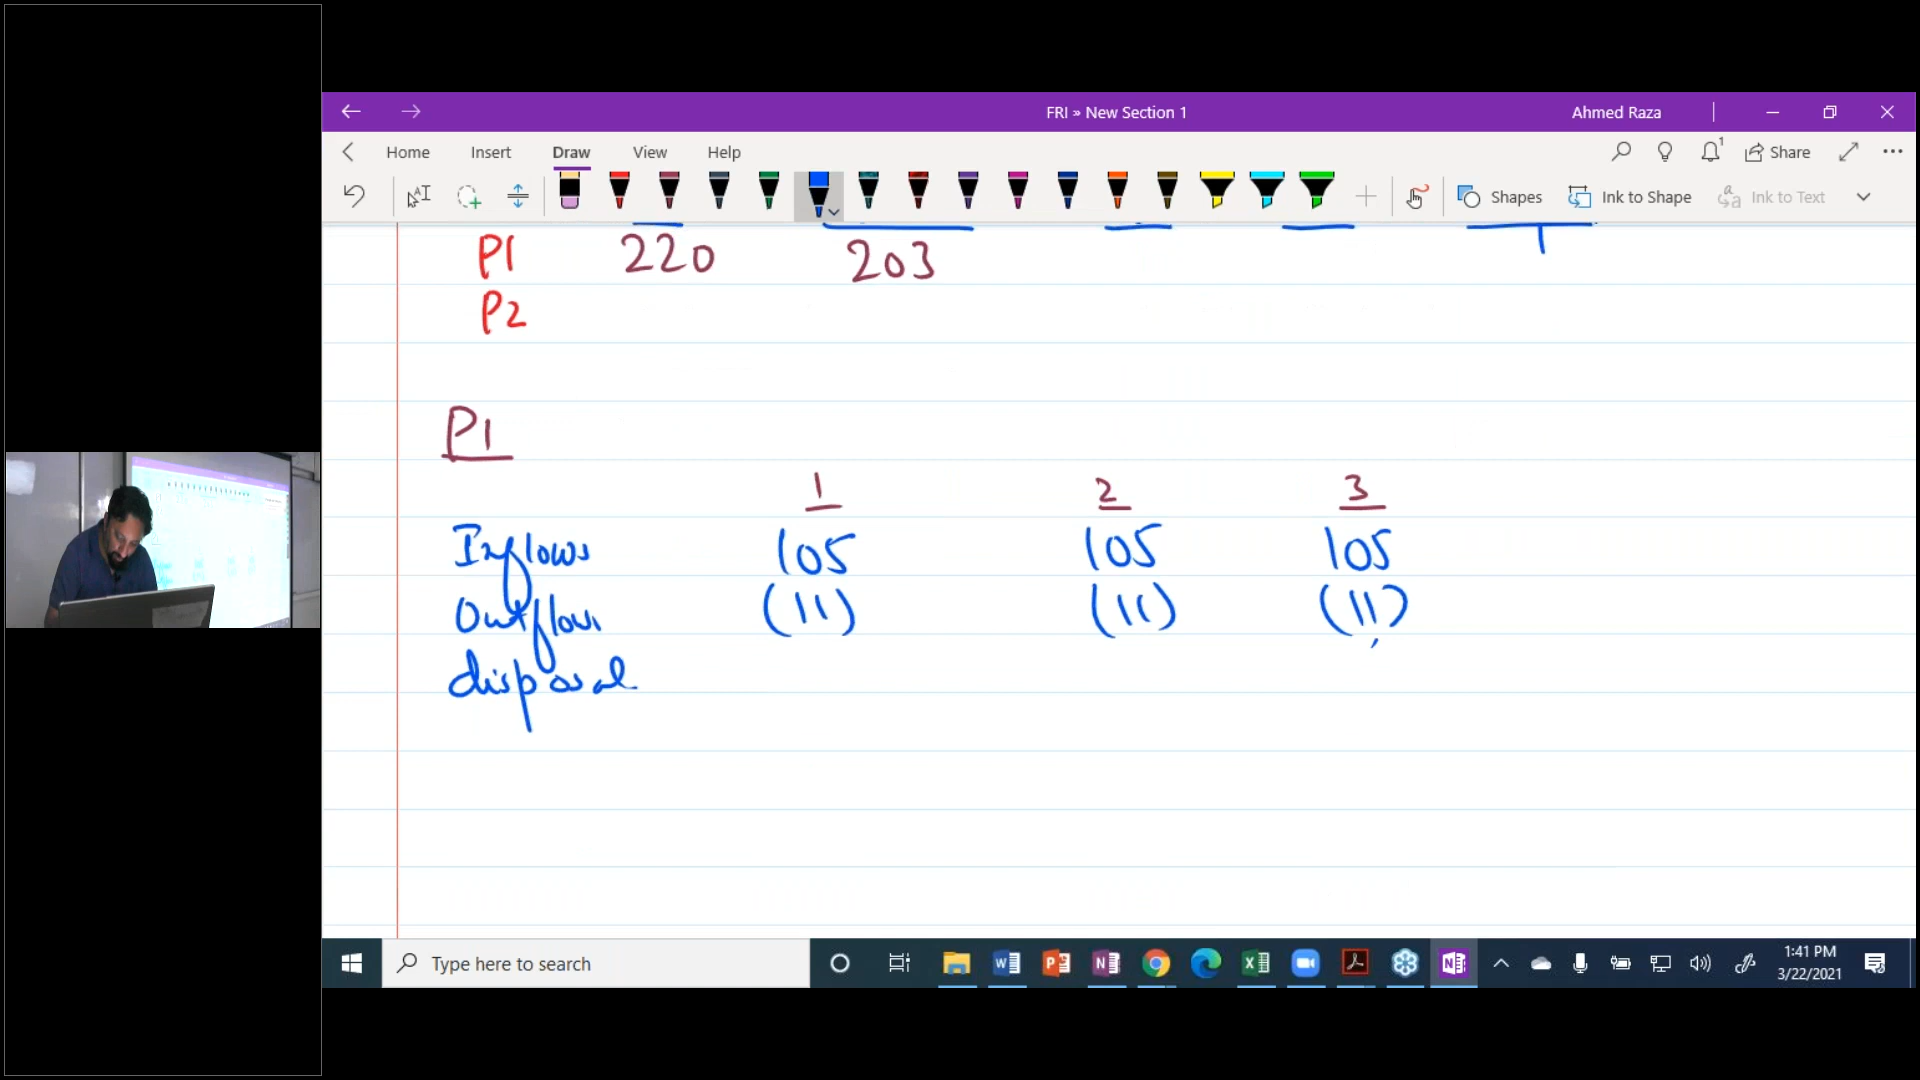 FRI » New Section 1 Ahmed Raza
Home Insert Draw View Help Share
Shapes Ink to Shape Ink to Text
P1 220 203
P2
P1
1 2 3
Inflows 105 105 105
Outflows (11) (11) (11)
disposal
Type here to search
1:41 PM
3/22/2021